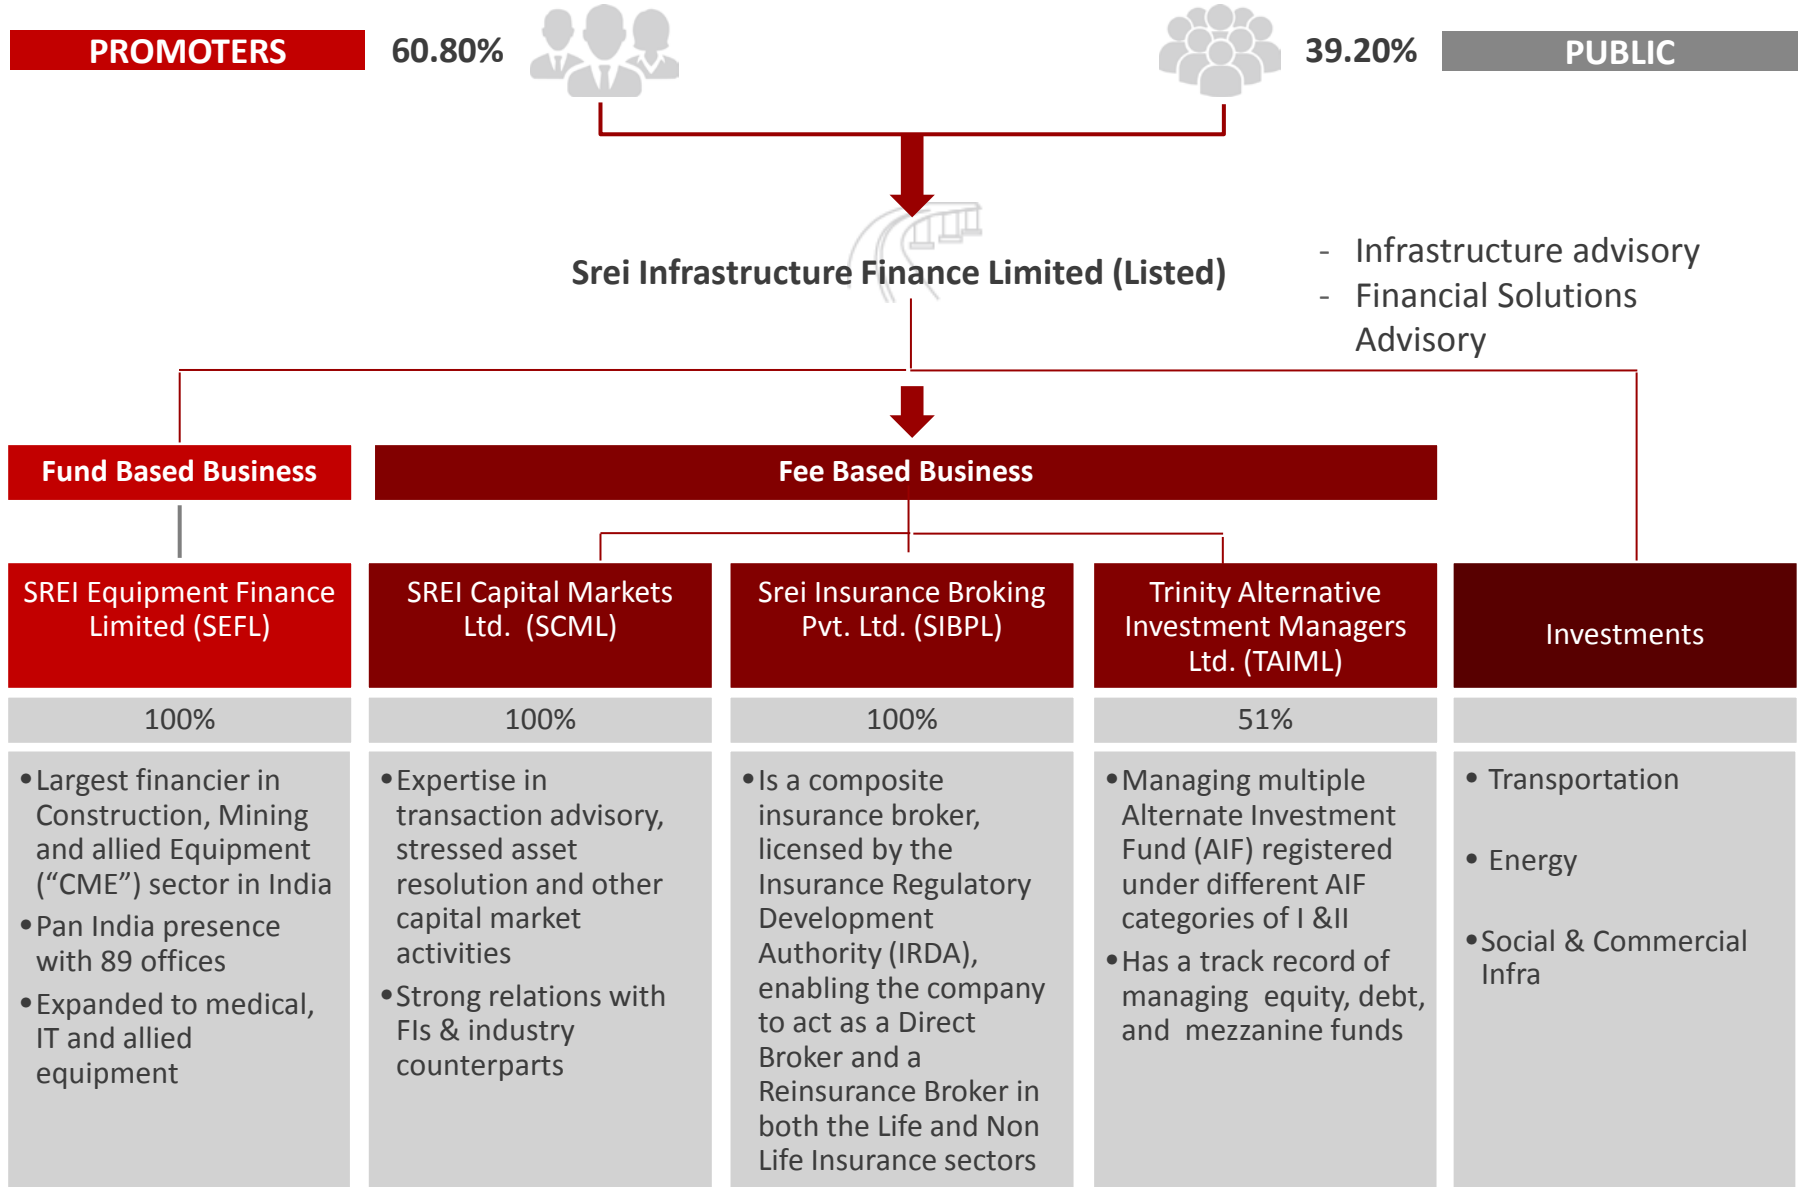 PROMOTERS
60.80%
39.20%
PUBLIC
Srei Infrastructure Finance Limited (Listed)
- Infrastructure advisory
- Financial Solutions
Advisory
Fund Based Business
Fee Based Business
SREI Equipment Finance
Limited (SEFL)
SREI Capital Markets
Ltd. (SCML)
Srei Insurance Broking
Pvt. Ltd. (SIBPL)
Trinity Alternative
Investment Managers
Ltd. (TAIML)
Investments
100%
100%
100%
51%
•Largest financier in
Construction, Mining
and allied Equipment
(“CME”) sector in India
•Pan India presence
with 89 offices
•Expanded to medical,
IT and allied
equipment
•Expertise in
transaction advisory,
stressed asset
resolution and other
capital market
activities
•Strong relations with
FIs & industry
counterparts
•Is a composite
insurance broker,
licensed by the
Insurance Regulatory
Development
Authority (IRDA),
enabling the company
to act as a Direct
Broker and a
Reinsurance Broker in
both the Life and Non
Life Insurance sectors
•Managing multiple
Alternate Investment
Fund (AIF) registered
under different AIF
categories of I &II
•Has a track record of
managing equity, debt,
and mezzanine funds
• Transportation
• Energy
•Social & Commercial
Infra